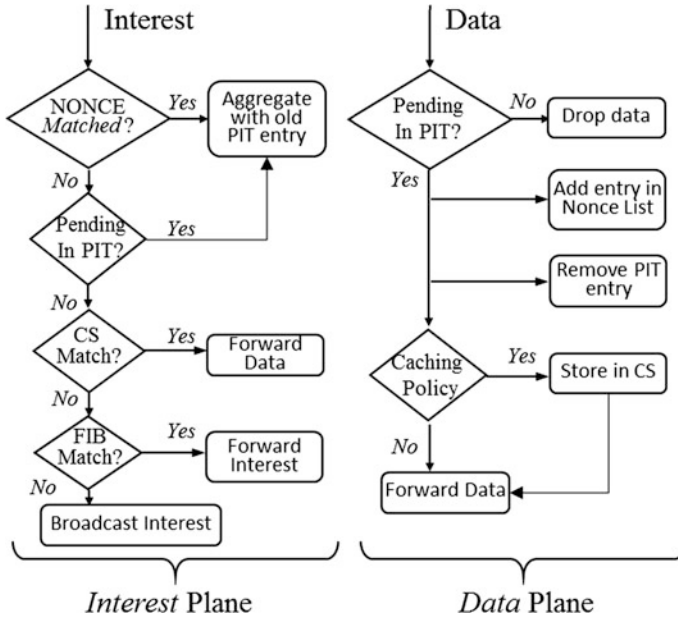 Interest
NONCE
Matched?
Yes
Aggregate
with old
PIT entry
No
Pending
In PIT?
Yes
No
CS
Match?
Yes
Forward
Data
No
FIB
Match?
Yes
Forward
Interest
No
Broadcast Interest
Interest Plane
Data
Pending
In PIT?
No
Drop data
Yes
Add entry in
Nonce List
Remove PIT
entry
Caching
Policy
Yes
Store in CS
No
Forward Data
Data Plane